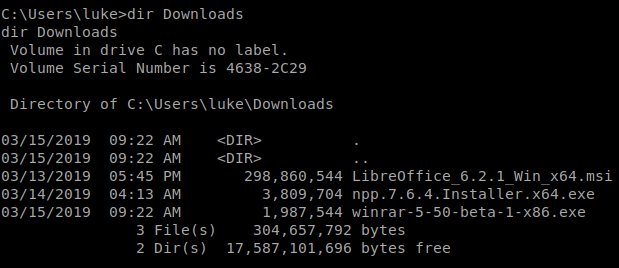 C:\Users\luke>dir Downloads
dir Downloads
 Volume in drive C has no label.
 Volume Serial Number is 4638-2C29

 Directory of C:\Users\luke\Downloads

03/15/2019  09:22 AM    <DIR>          .
03/15/2019  09:22 AM    <DIR>          ..
03/13/2019  05:45 PM       298,860,544 LibreOffice_6.2.1_Win_x64.msi
03/14/2019  04:13 AM         3,809,704 npp.7.6.4.Installer.x64.exe
03/15/2019  09:22 AM         1,987,544 winrar-5-50-beta-1-x86.exe
               3 File(s)    304,657,792 bytes
               2 Dir(s)  17,587,101,696 bytes free